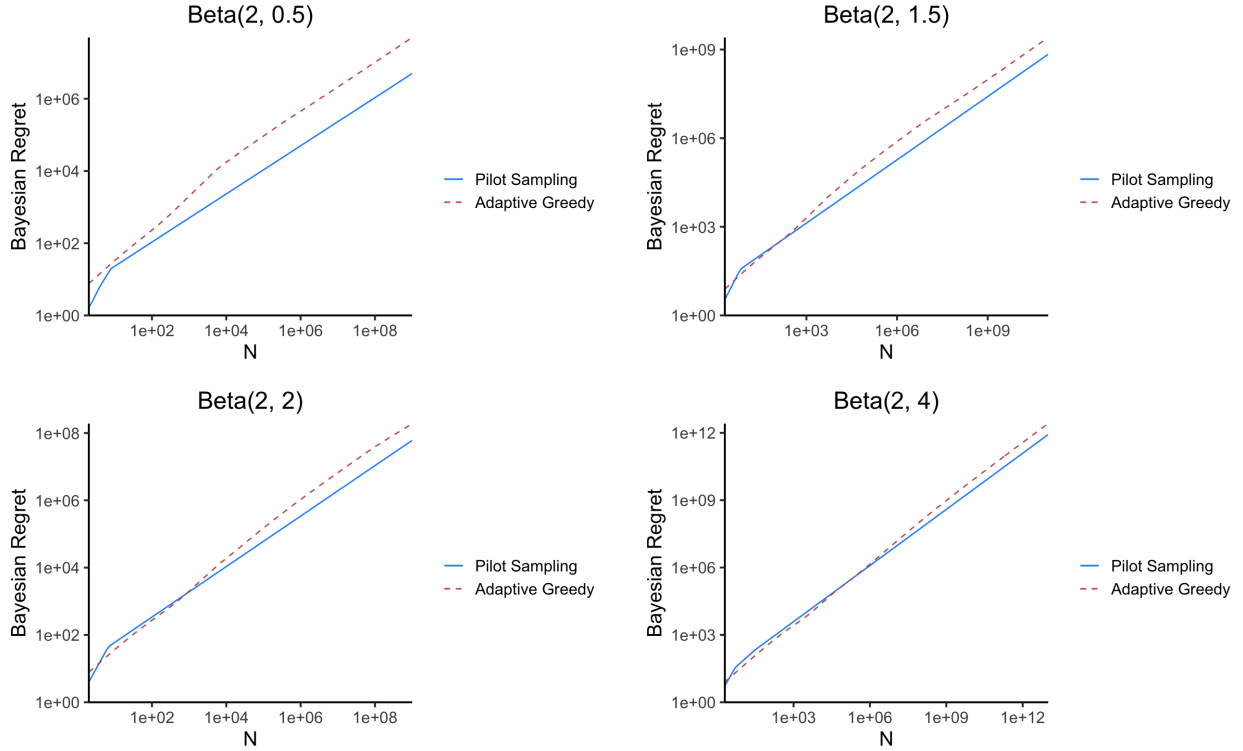 Beta(2, 0.5)
Bayesian Regret
1e+06
1e+04
1e+02
1e+00
1e+02 1e+04 1e+06 1e+08
N
Pilot Sampling
Adaptive Greedy
Beta(2, 1.5)
Bayesian Regret
1e+09
1e+06
1e+03
1e+00
1e+03 1e+06 1e+09
N
Pilot Sampling
Adaptive Greedy
Beta(2, 2)
Bayesian Regret
1e+08
1e+06
1e+04
1e+02
1e+00
1e+02 1e+04 1e+06 1e+08
N
Pilot Sampling
Adaptive Greedy
Beta(2, 4)
Bayesian Regret
1e+12
1e+09
1e+06
1e+03
1e+00
1e+03 1e+06 1e+09 1e+12
N
Pilot Sampling
Adaptive Greedy